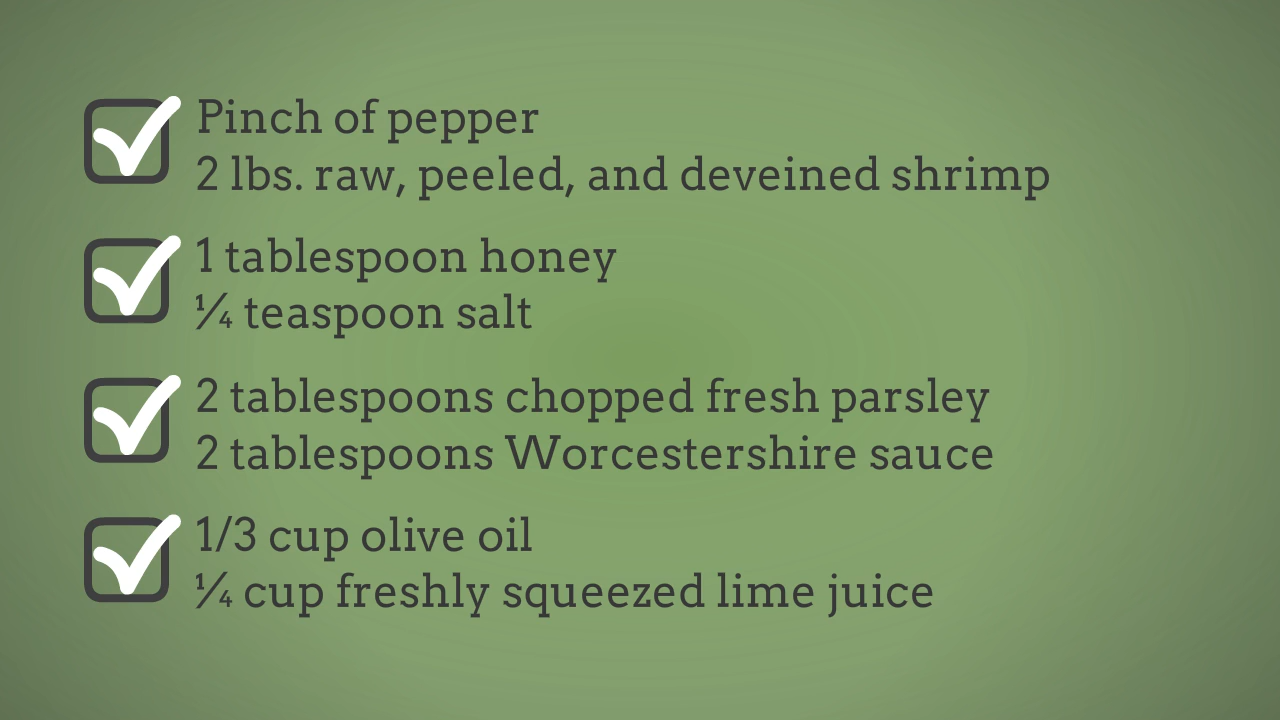 Pinch of pepper
2 lbs. raw, peeled, and deveined shrimp
1 tablespoon honey
¼ teaspoon salt
2 tablespoons chopped fresh parsley
2 tablespoons Worcestershire sauce
1/3 cup olive oil
¼ cup freshly squeezed lime juice